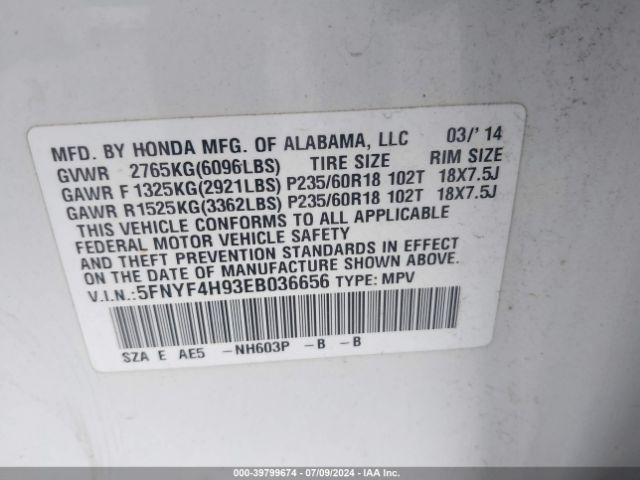 MFD. BY HONDA MFG. OF ALABAMA, LLC 03/'14
GVWR 2765KG(6096LBS) TIRE SIZE RIM SIZE
GAWR F 1325KG(2921LBS) P235/60R18 102T 18X7.5J
GAWR R1525KG(3362LBS) P235/60R18 102T 18X7.5J
THIS VEHICLE CONFORMS TO ALL APPLICABLE
FEDERAL MOTOR VEHICLE SAFETY
AND THEFT PREVENTION STANDARDS IN EFFECT
ON THE DATE OF MANUFACTURE SHOWN ABOVE.
V.I.N.:5FNYF4H93EB036656 TYPE: MPV
SZA E AE5 -NH603P -B -B
000-39799674 - 07/09/2024 - IAA Inc.